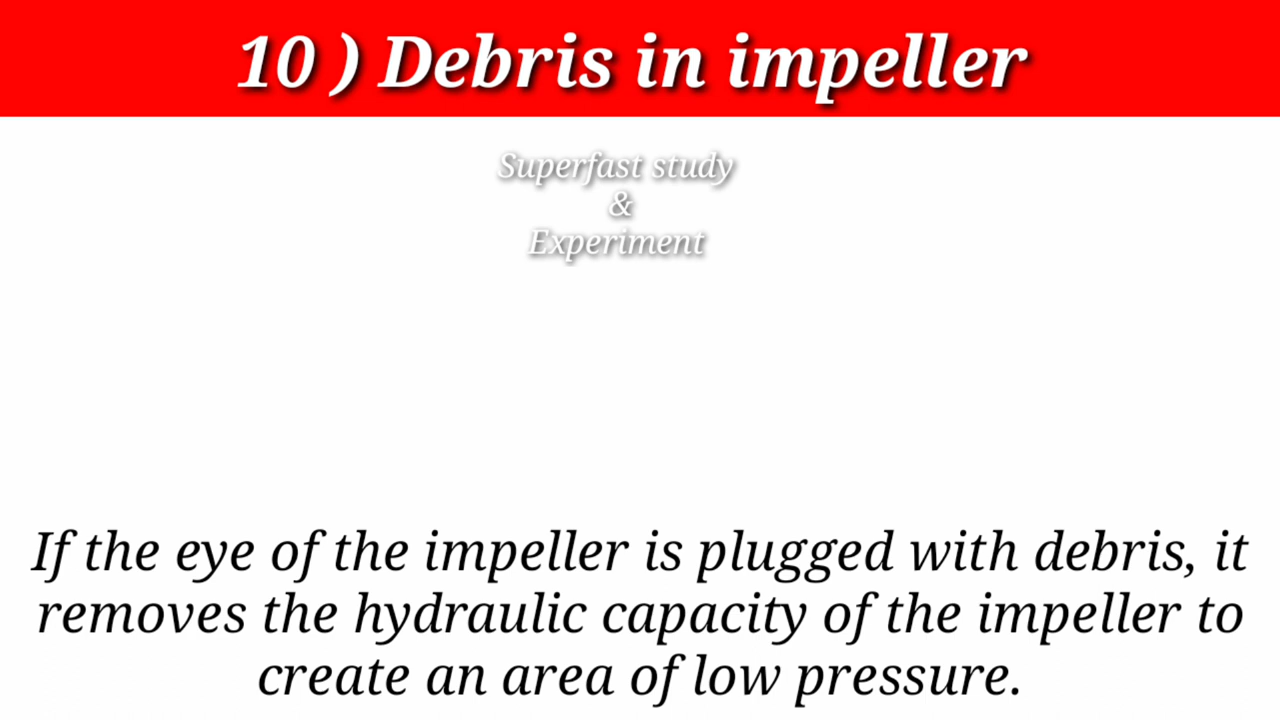 10 ) Debris in impeller
Superfast study
&
Experiment
If the eye of the impeller is plugged with debris, it
removes the hydraulic capacity of the impeller to
create an area of low pressure.